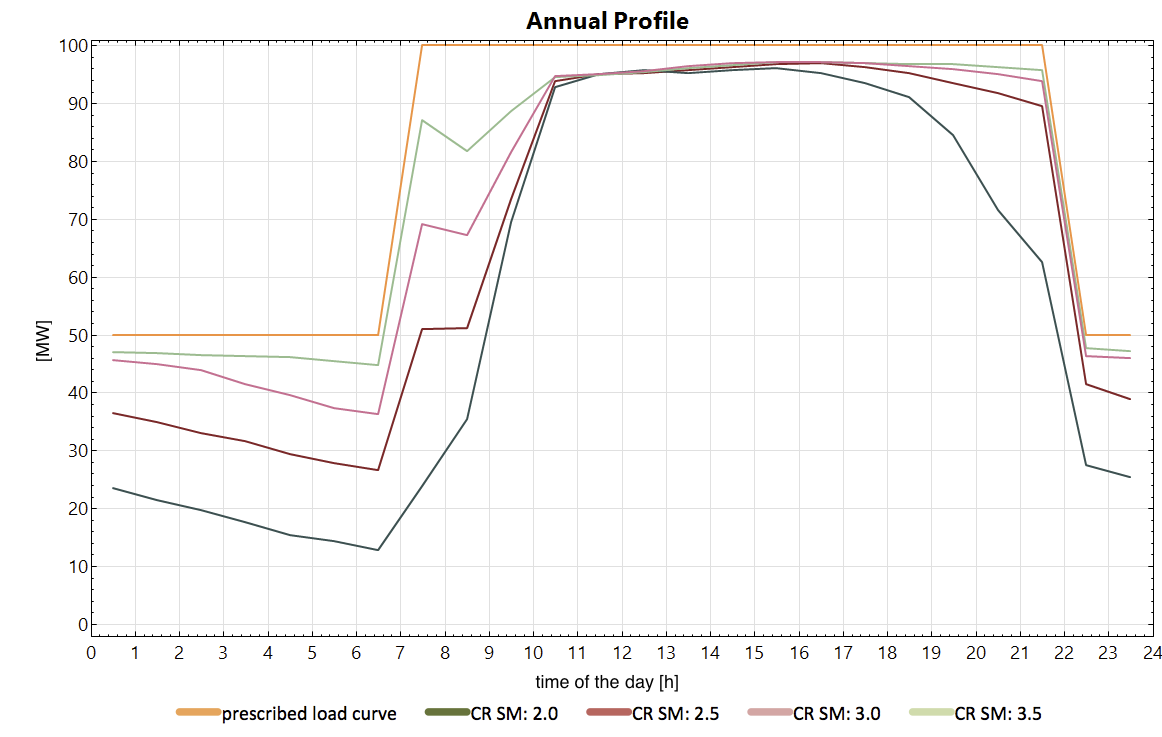 Annual Profile
100
90
80
70
60
50
40
30
20
10
0
[MW]
0 1 2 3 4 5 6 7 8 9 10 11 12 13 14 15 16 17 18 19 20 21 22 23 24
time of the day [h]
prescribed load curve CR SM: 2.0 CR SM: 2.5 CR SM: 3.0 CR SM: 3.5